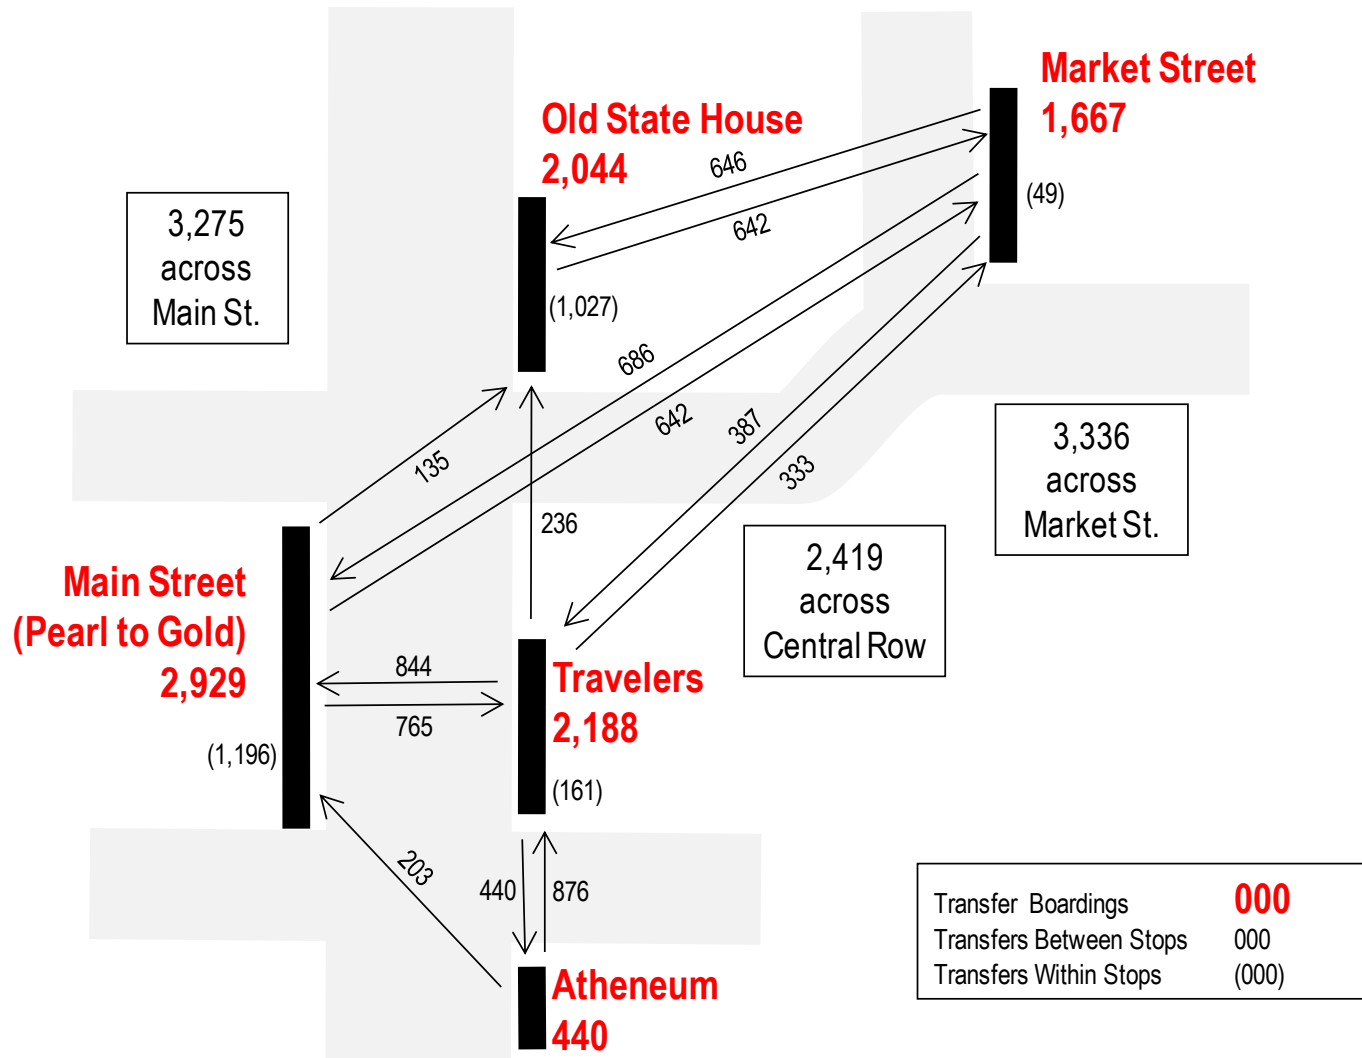 Market Street
1,667
Old State House
2,044
646
642
(49)
3,275
across
Main St.
(1,027)
686
642
387
333
135
3,336
across
Market St.
236
2,419
across
Central Row
Main Street
(Pearl to Gold)
2,929
844
765
Travelers
2,188
(1,196)
(161)
203
440
876
Transfer Boardings 000
Transfers Between Stops 000
Transfers Within Stops (000)
Atheneum
440